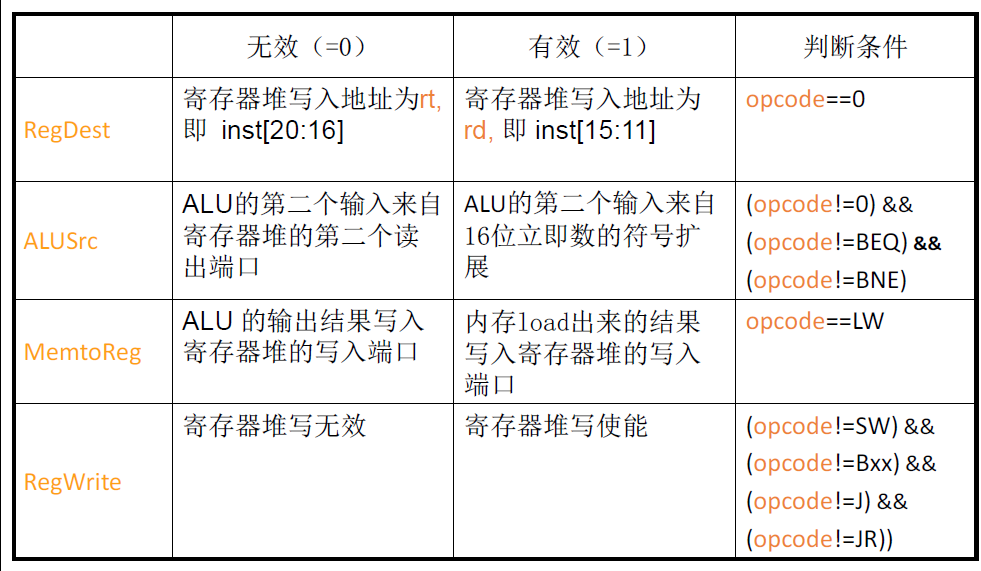 无效（=0）
有效（=1）
判断条件
RegDest
寄存器堆写入地址为rt,
即 inst[20:16]
寄存器堆写入地址为
rd, 即 inst[15:11]
opcode==0
ALUSrc
ALU的第二个输入来自
寄存器堆的第二个读
出端口
ALU的第二个输入来自
16位立即数的符号扩
展
(opcode!=0) &&
(opcode!=BEQ) &&
(opcode!=BNE)
MemtoReg
ALU 的输出结果写入
寄存器堆的写入端口
内存load出来的结果
写入寄存器堆的写入
端口
opcode==LW
RegWrite
寄存器堆写无效
寄存器堆写使能
(opcode!=SW) &&
(opcode!=Bxx) &&
(opcode!=J) &&
(opcode!=JR))